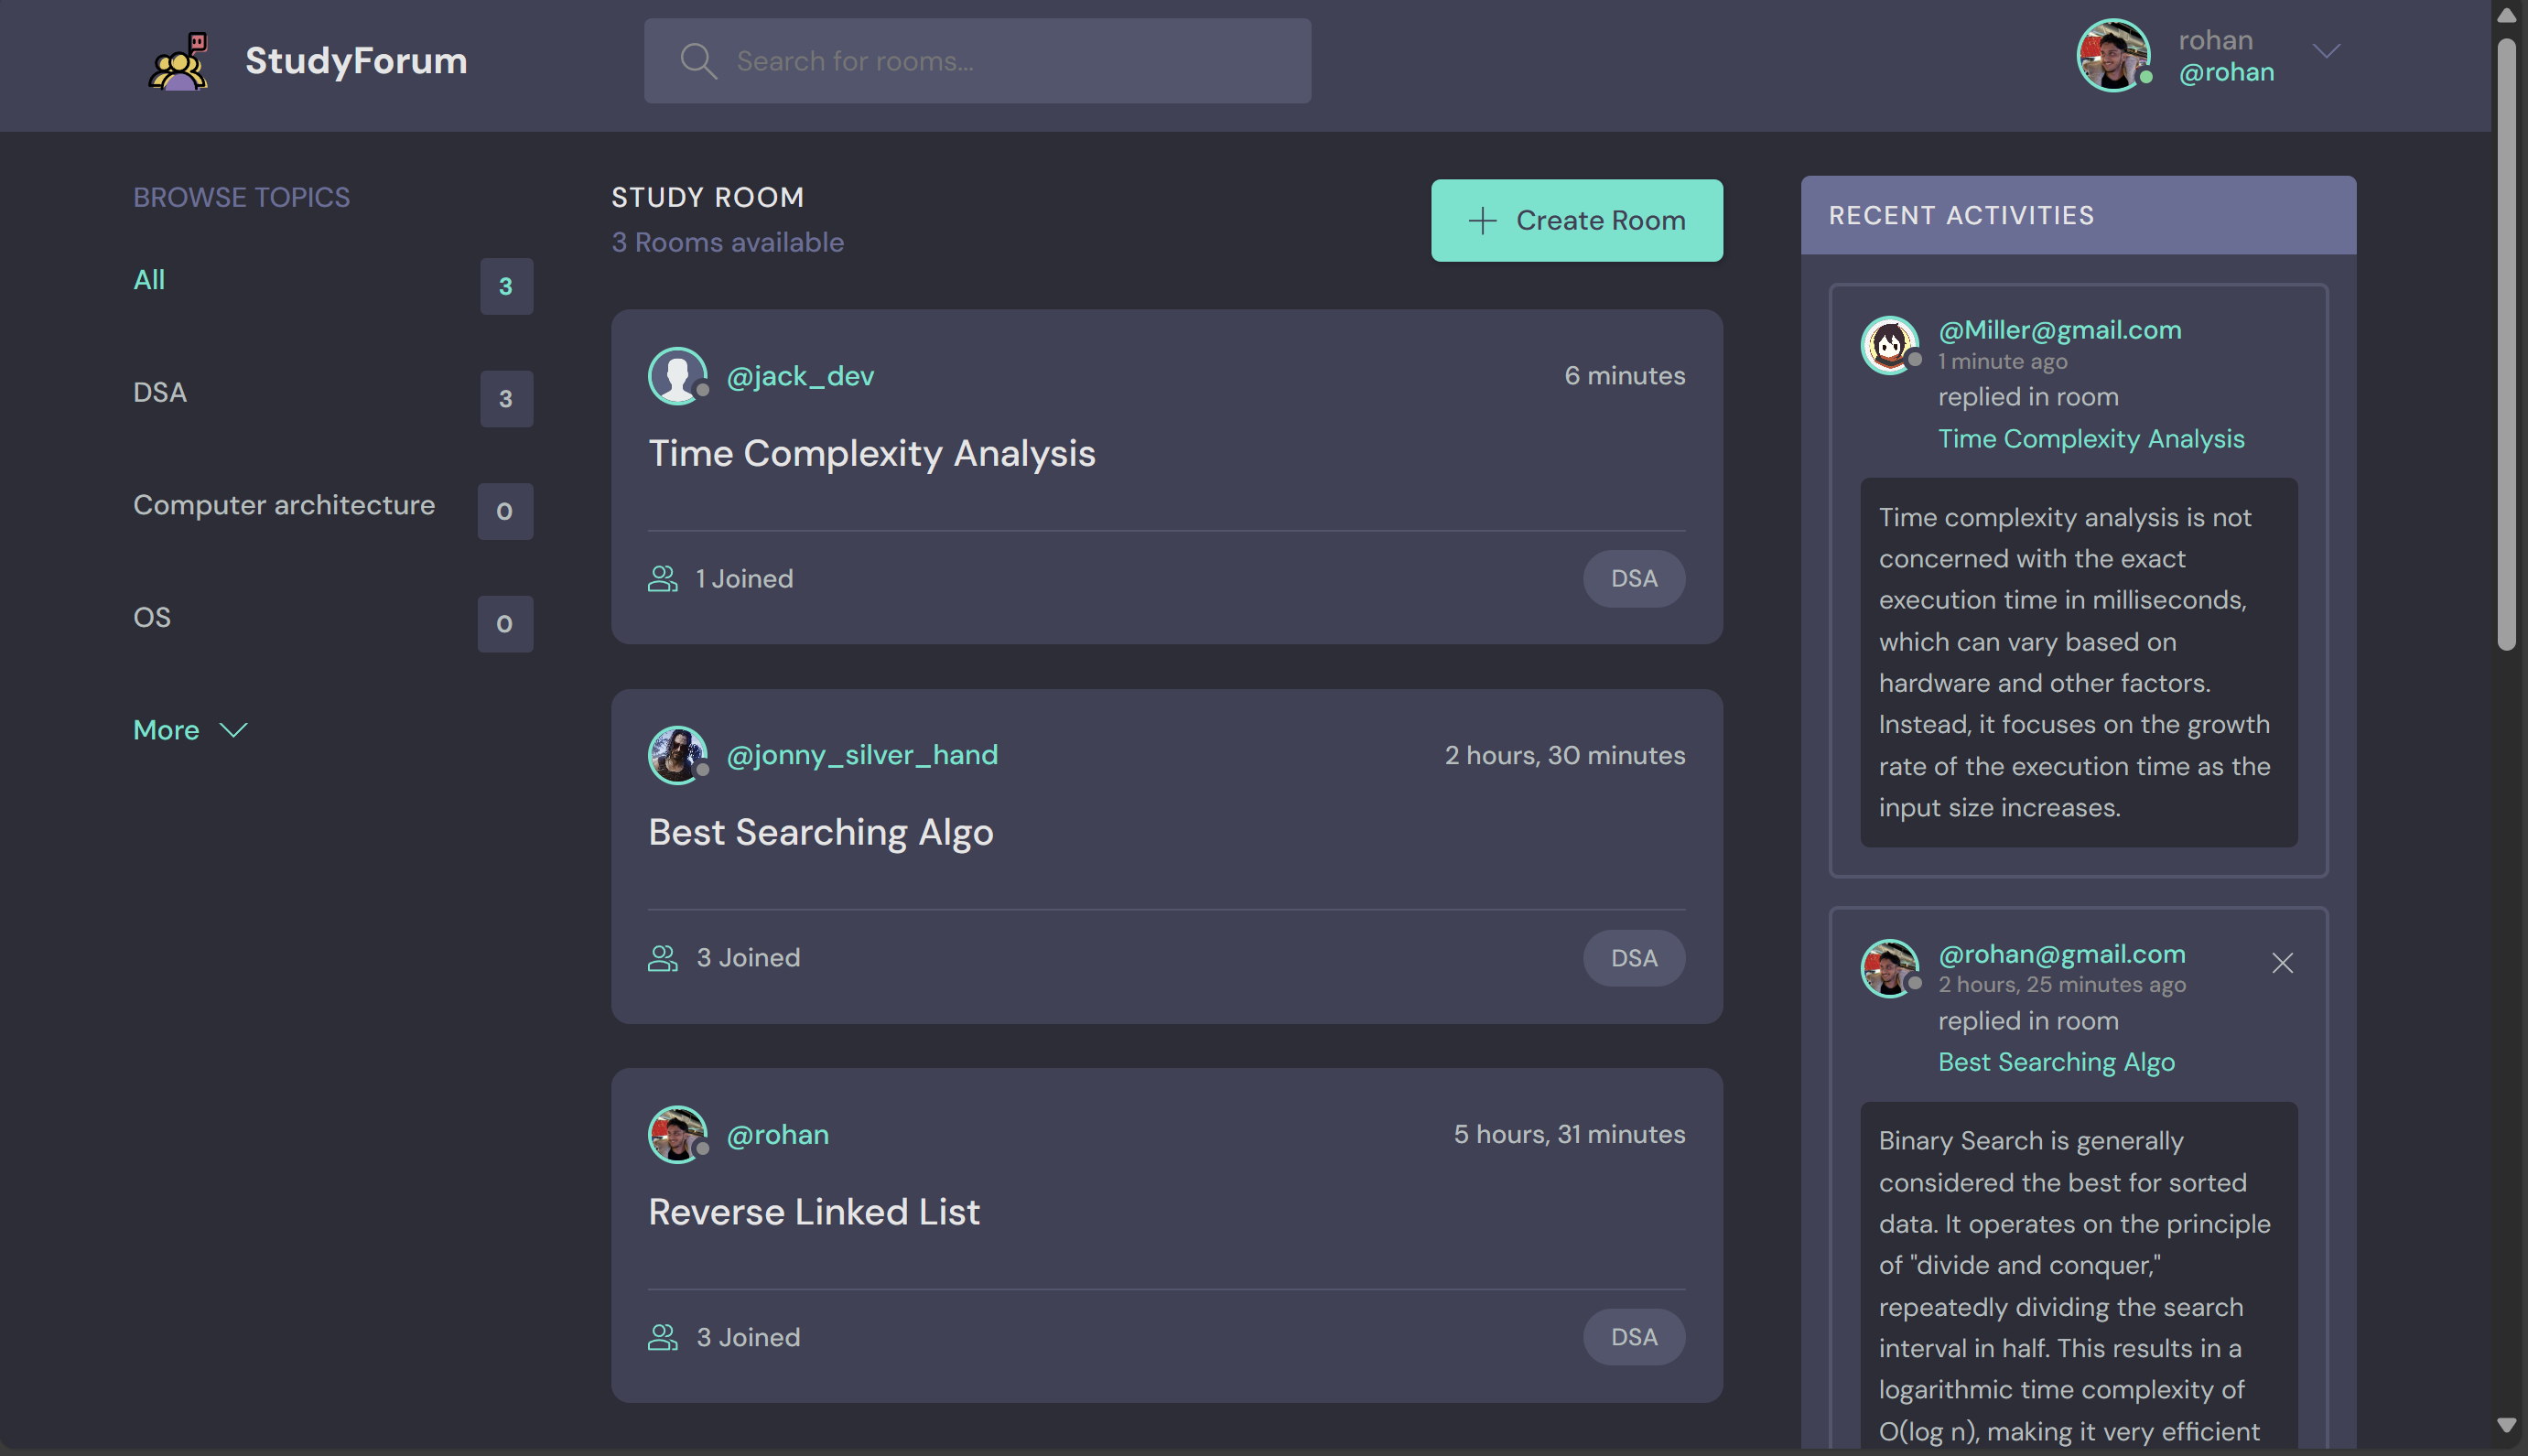 StudyForum
Search for rooms...
rohan
@rohan
BROWSE TOPICS
All
3
DSA
3
Computer architecture
0
OS
0
More
STUDY ROOM
3 Rooms available
Create Room
@jack_dev
6 minutes
Time Complexity Analysis
1 Joined
DSA
@jonny_silver_hand
2 hours, 30 minutes
Best Searching Algo
3 Joined
DSA
@rohan
5 hours, 31 minutes
Reverse Linked List
3 Joined
DSA
RECENT ACTIVITIES
@Miller@gmail.com
1 minute ago
replied in room
Time Complexity Analysis
Time complexity analysis is not
concerned with the exact
execution time in milliseconds,
which can vary based on
hardware and other factors.
Instead, it focuses on the growth
rate of the execution time as the
input size increases.
@rohan@gmail.com
2 hours, 25 minutes ago
replied in room
Best Searching Algo
Binary Search is generally
considered the best for sorted
data. It operates on the principle
of "divide and conquer,"
repeatedly dividing the search
interval in half. This results in a
logarithmic time complexity of
O(log n), making it very efficient